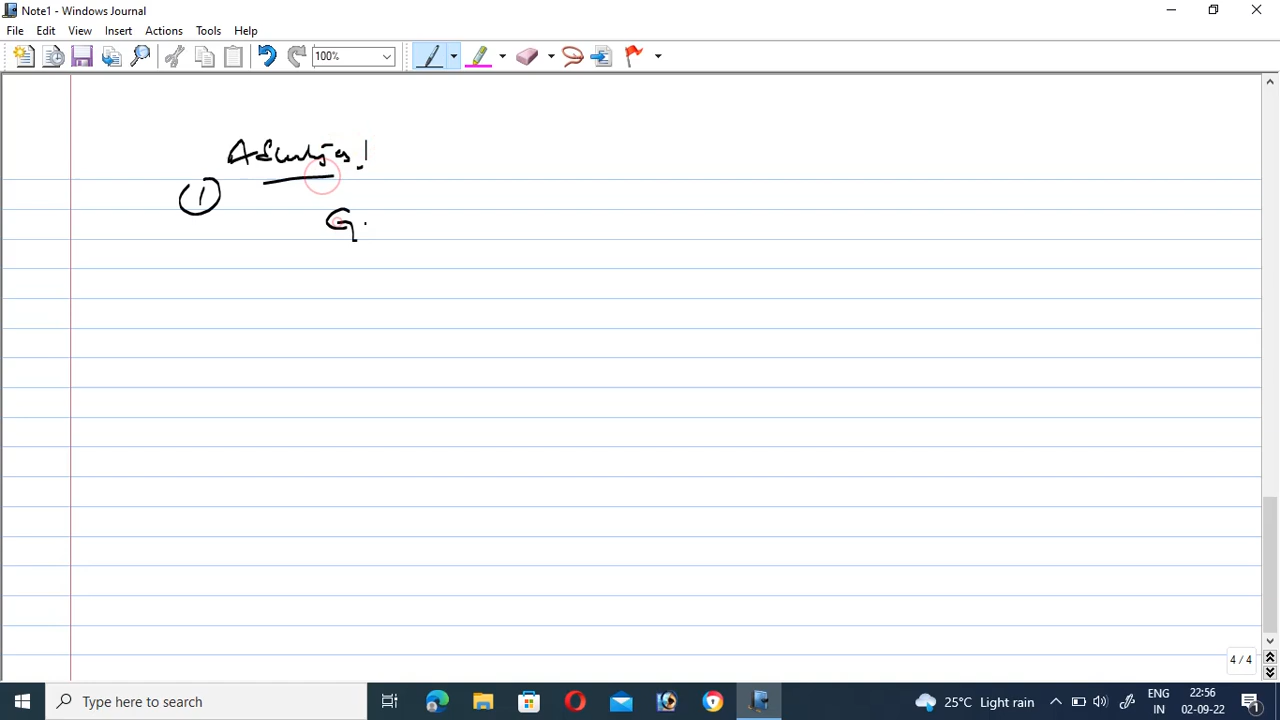 Note1 - Windows Journal
File Edit View Insert Actions Tools Help
100%
①
G.
4 / 4
Type here to search
25°C Light rain
ENG
IN
22:56
02-09-22
1